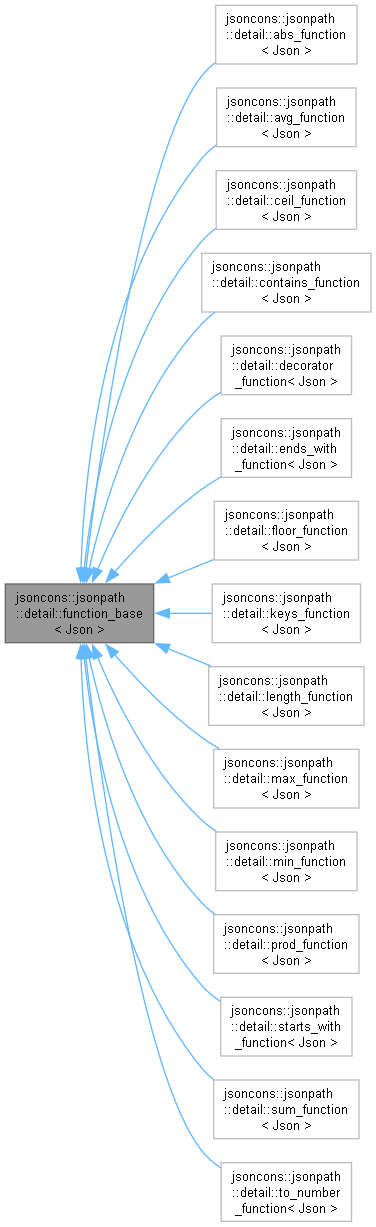 jsoncons::jsonpath
::detail::abs_function
< Json >
jsoncons::jsonpath
::detail::avg_function
< Json >
jsoncons::jsonpath
::detail::ceil_function
< Json >
jsoncons::jsonpath
::detail::contains_function
< Json >
jsoncons::jsonpath
::detail::decorator
_function< Json >
jsoncons::jsonpath
::detail::ends_with
_function< Json >
jsoncons::jsonpath
::detail::floor_function
< Json >
jsoncons::jsonpath
::detail::function_base
< Json >
jsoncons::jsonpath
::detail::keys_function
< Json >
jsoncons::jsonpath
::detail::length_function
< Json >
jsoncons::jsonpath
::detail::max_function
< Json >
jsoncons::jsonpath
::detail::min_function
< Json >
jsoncons::jsonpath
::detail::prod_function
< Json >
jsoncons::jsonpath
::detail::starts_with
_function< Json >
jsoncons::jsonpath
::detail::sum_function
< Json >
jsoncons::jsonpath
::detail::to_number
_function< Json >